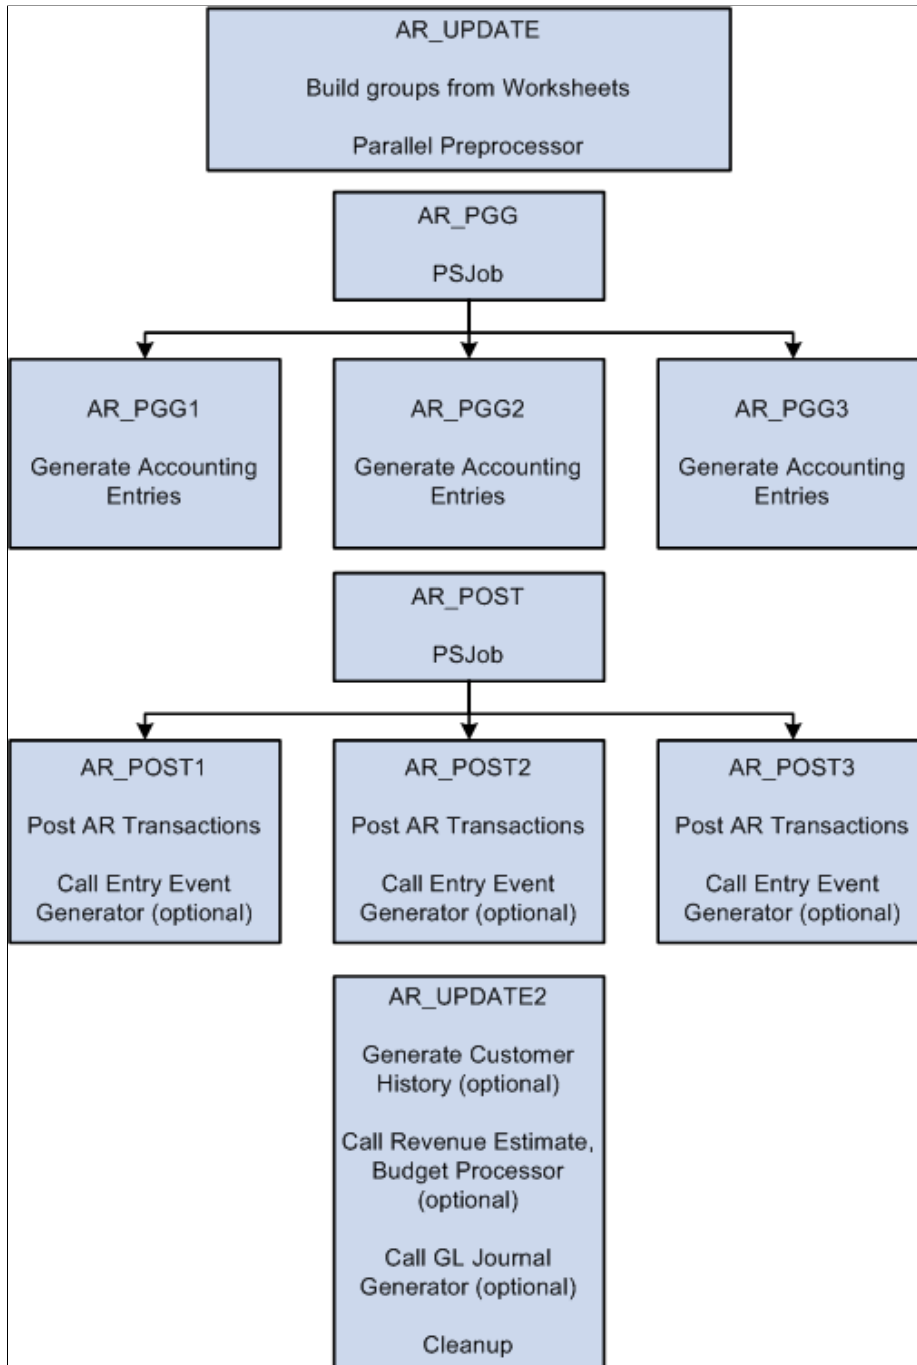 AR_UPDATE
Build groups from Worksheets
Parallel Preprocessor
AR_PGG
PSJob
AR_PGG1
Generate Accounting
Entries
AR_PGG2
Generate Accounting
Entries
AR_PGG3
Generate Accounting
Entries
AR_POST
PSJob
AR_POST1
Post AR Transactions
Call Entry Event
Generator (optional)
AR_POST2
Post AR Transactions
Call Entry Event
Generator (optional)
AR_POST3
Post AR Transactions
Call Entry Event
Generator (optional)
AR_UPDATE2
Generate Customer
History (optional)
Call Revenue Estimate,
Budget Processor
(optional)
Call GL Journal
Generator (optional)
Cleanup